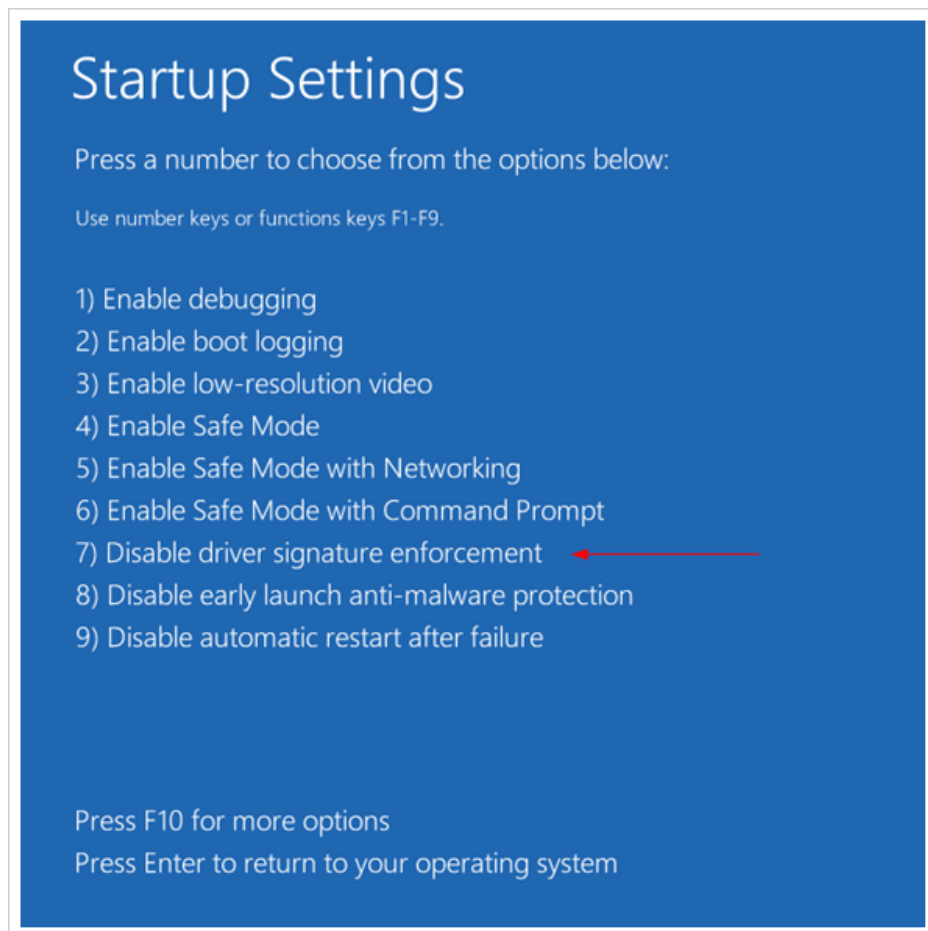 Startup Settings
Press a number to choose from the options below:
Use number keys or functions keys F1-F9.
1) Enable debugging
2) Enable boot logging
3) Enable low-resolution video
4) Enable Safe Mode
5) Enable Safe Mode with Networking
6) Enable Safe Mode with Command Prompt
7) Disable driver signature enforcement
8) Disable early launch anti-malware protection
9) Disable automatic restart after failure
Press F10 for more options
Press Enter to return to your operating system